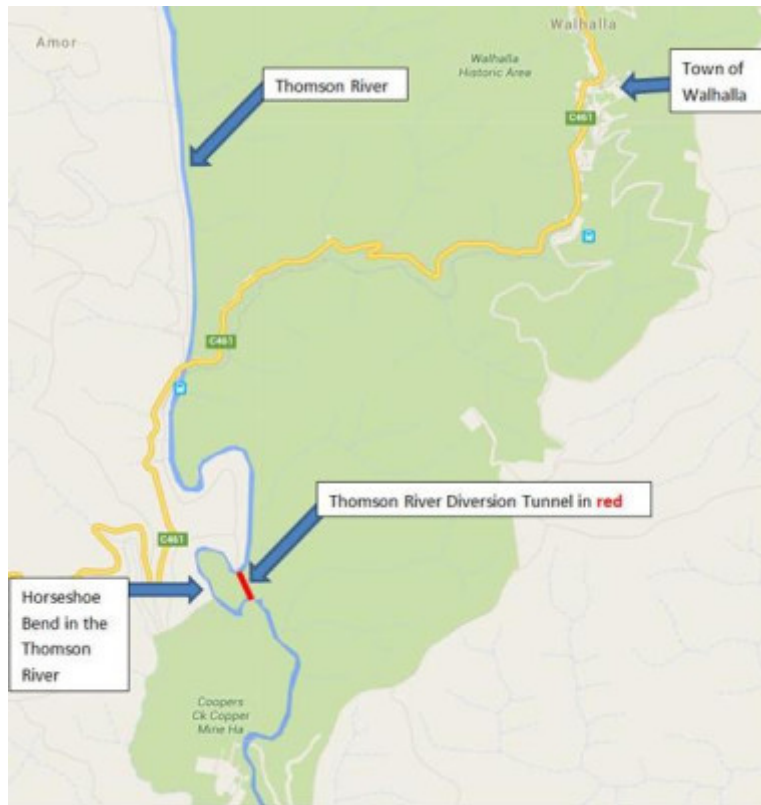 Walhalla
Amor
Walhalla
Historic Area
Thomson River
Town of
Walhalla
C461
C461
Thomson River Diversion Tunnel in red
C461
Horseshoe
Bend in the
Thomson
River
Coopers
Ck Copper
Mine Ha